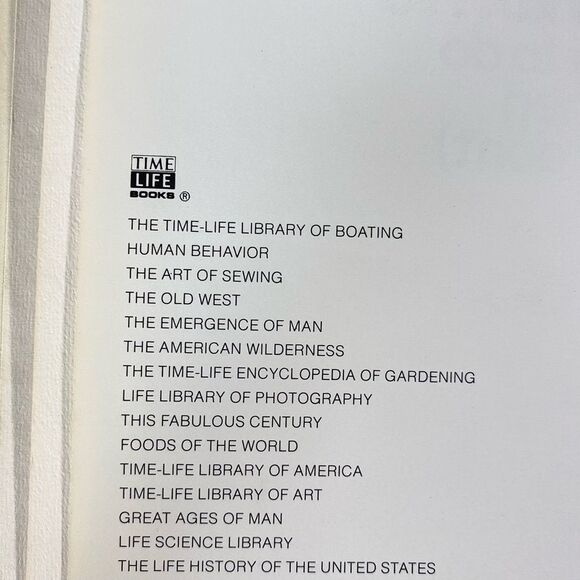 TIME
LIFE
BOOKS ®
THE TIME-LIFE LIBRARY OF BOATING
HUMAN BEHAVIOR
THE ART OF SEWING
THE OLD WEST
THE EMERGENCE OF MAN
THE AMERICAN WILDERNESS
THE TIME-LIFE ENCYCLOPEDIA OF GARDENING
LIFE LIBRARY OF PHOTOGRAPHY
THIS FABULOUS CENTURY
FOODS OF THE WORLD
TIME-LIFE LIBRARY OF AMERICA
TIME-LIFE LIBRARY OF ART
GREAT AGES OF MAN
LIFE SCIENCE LIBRARY
THE LIFE HISTORY OF THE UNITED STATES